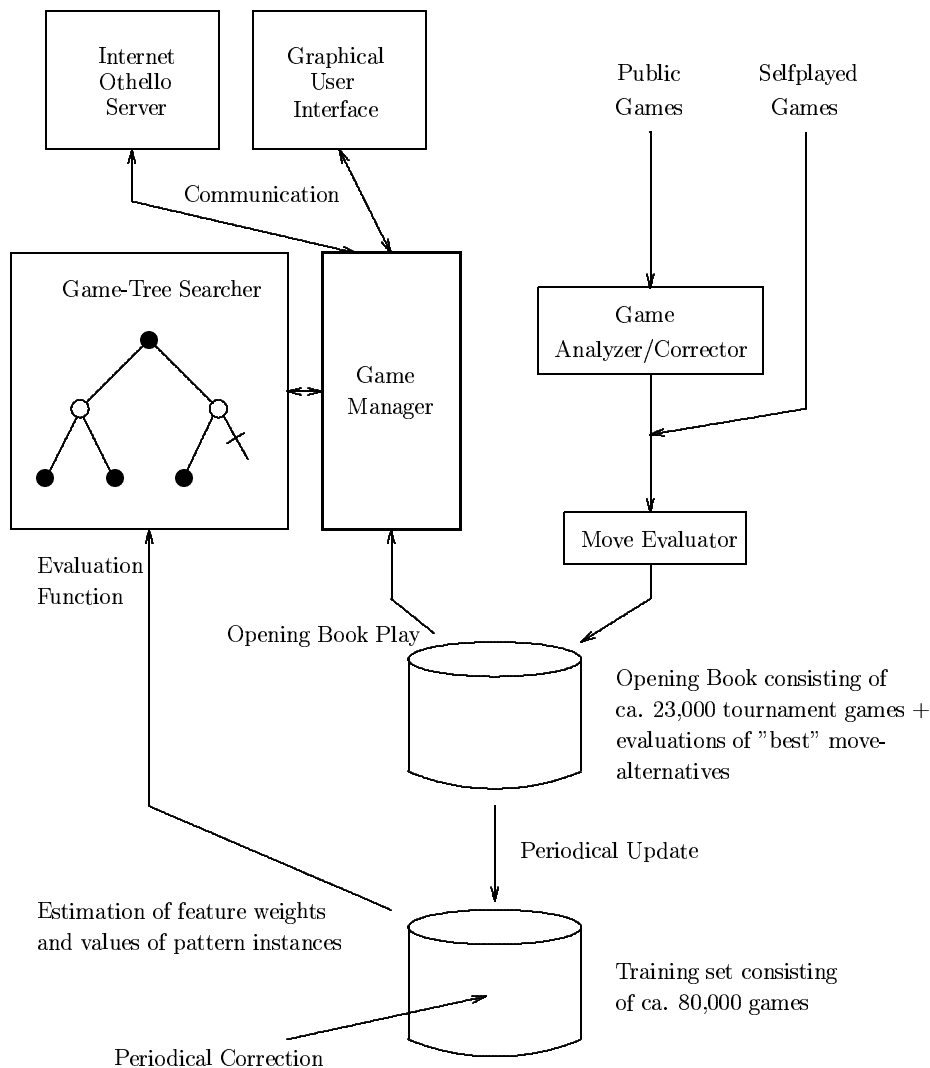 Internet
Othello
Server
Graphical
User
Interface
Public
Games
Selfplayed
Games
Communication
Game-Tree Searcher
Game
Manager
Game
Analyzer/Corrector
Move Evaluator
Evaluation
Function
Opening Book Play
Opening Book consisting of
ca. 23,000 tournament games +
evaluations of "best" move-
alternatives
Periodical Update
Estimation of feature weights
and values of pattern instances
Training set consisting
of ca. 80,000 games
Periodical Correction